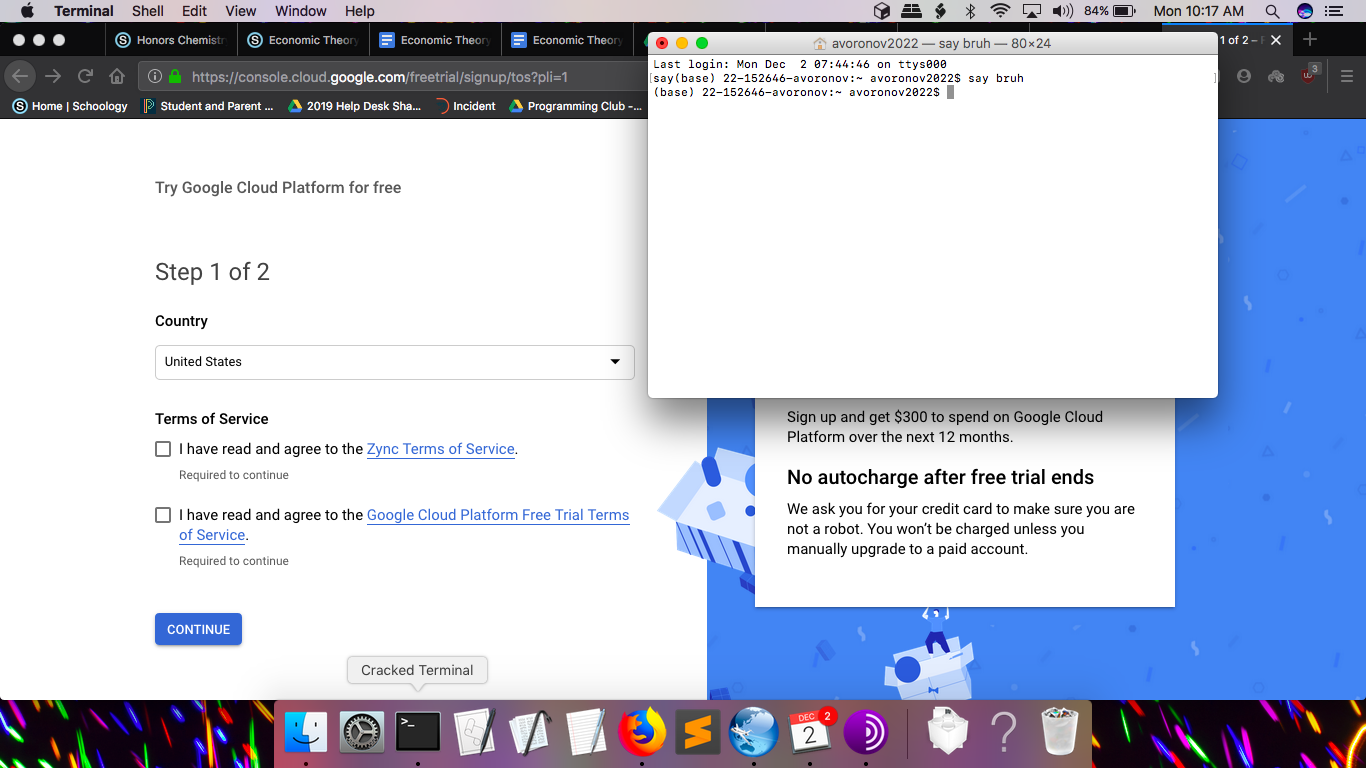 Terminal Shell Edit View Window Help 84% Mon 10:17 AM
Honors Chemistr Economic Theory Economic Theory Economic Theory 1 of 2 –
https://console.cloud.google.com/freetrial/signup/tos?pli=1 3
Home | Schoology Student and Parent ... 2019 Help Desk Sha... Incident Programming Club -...
avoronov2022 — say bruh — 80×24
Last login: Mon Dec  2 07:44:46 on ttys000
[say(base) 22-152646-avoronov:~ avoronov2022$ say bruh ]
(base) 22-152646-avoronov:~ avoronov2022$
Try Google Cloud Platform for free
Step 1 of 2
Country
United States
Terms of Service
I have read and agree to the Zync Terms of Service.
Required to continue
I have read and agree to the Google Cloud Platform Free Trial Terms
of Service.
Required to continue
CONTINUE
Sign up and get $300 to spend on Google Cloud
Platform over the next 12 months.
No autocharge after free trial ends
We ask you for your credit card to make sure you are
not a robot. You won't be charged unless you
manually upgrade to a paid account.
Cracked Terminal
>_
DEC 2
2
?